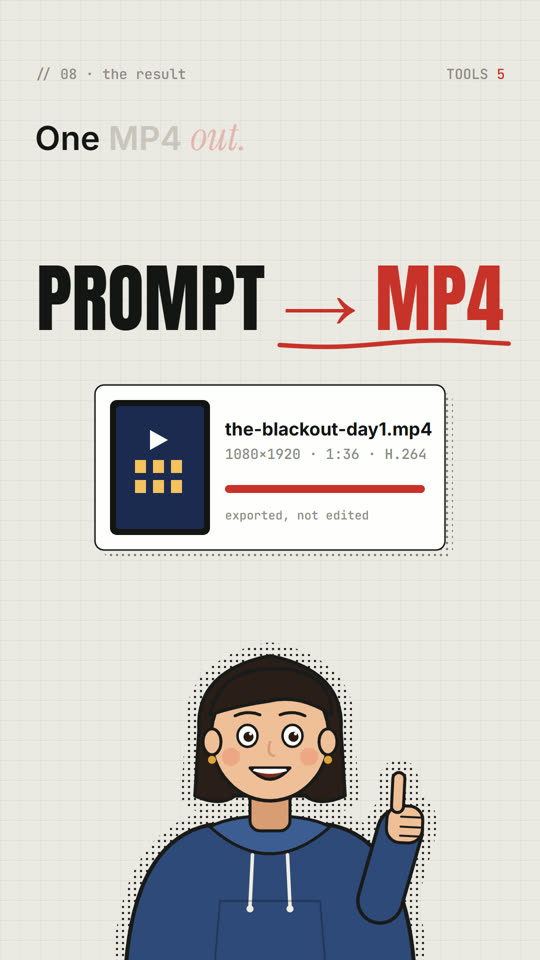 // 08 · the result
TOOLS 5
One MP4 out.
PROMPT → MP4
the-blackout-day1.mp4
1080×1920 · 1:36 · H.264
exported, not edited